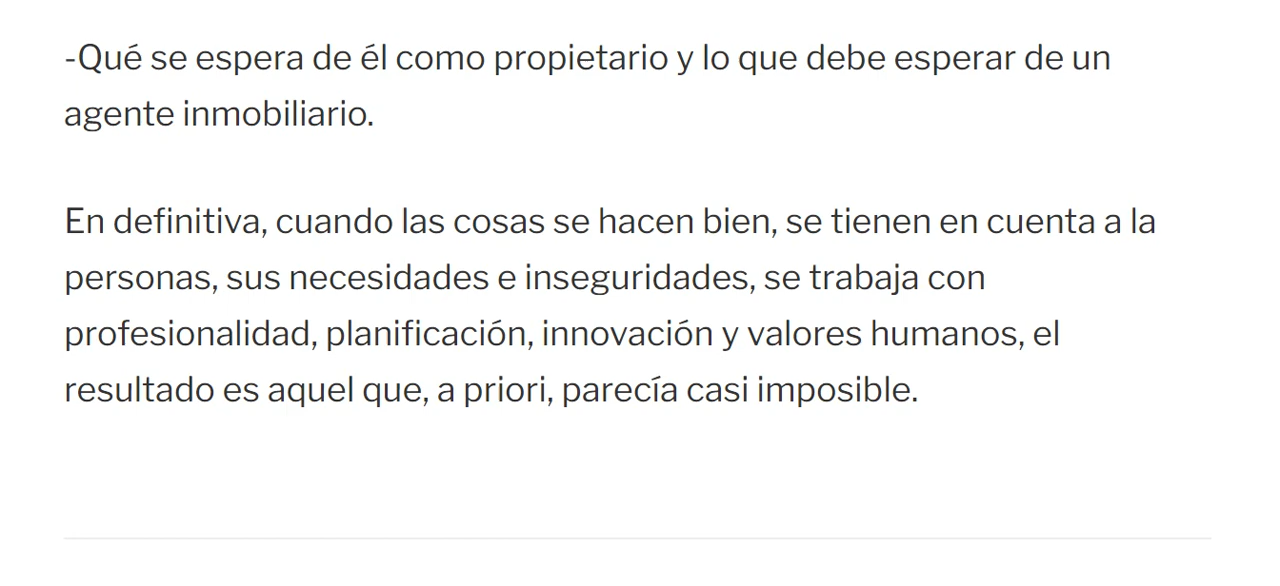 -Qué se espera de él como propietario y lo que debe esperar de un
agente inmobiliario.
En definitiva, cuando las cosas se hacen bien, se tienen en cuenta a la
personas, sus necesidades e inseguridades, se trabaja con
profesionalidad, planificación, innovación y valores humanos, el
resultado es aquel que, a priori, parecía casi imposible.